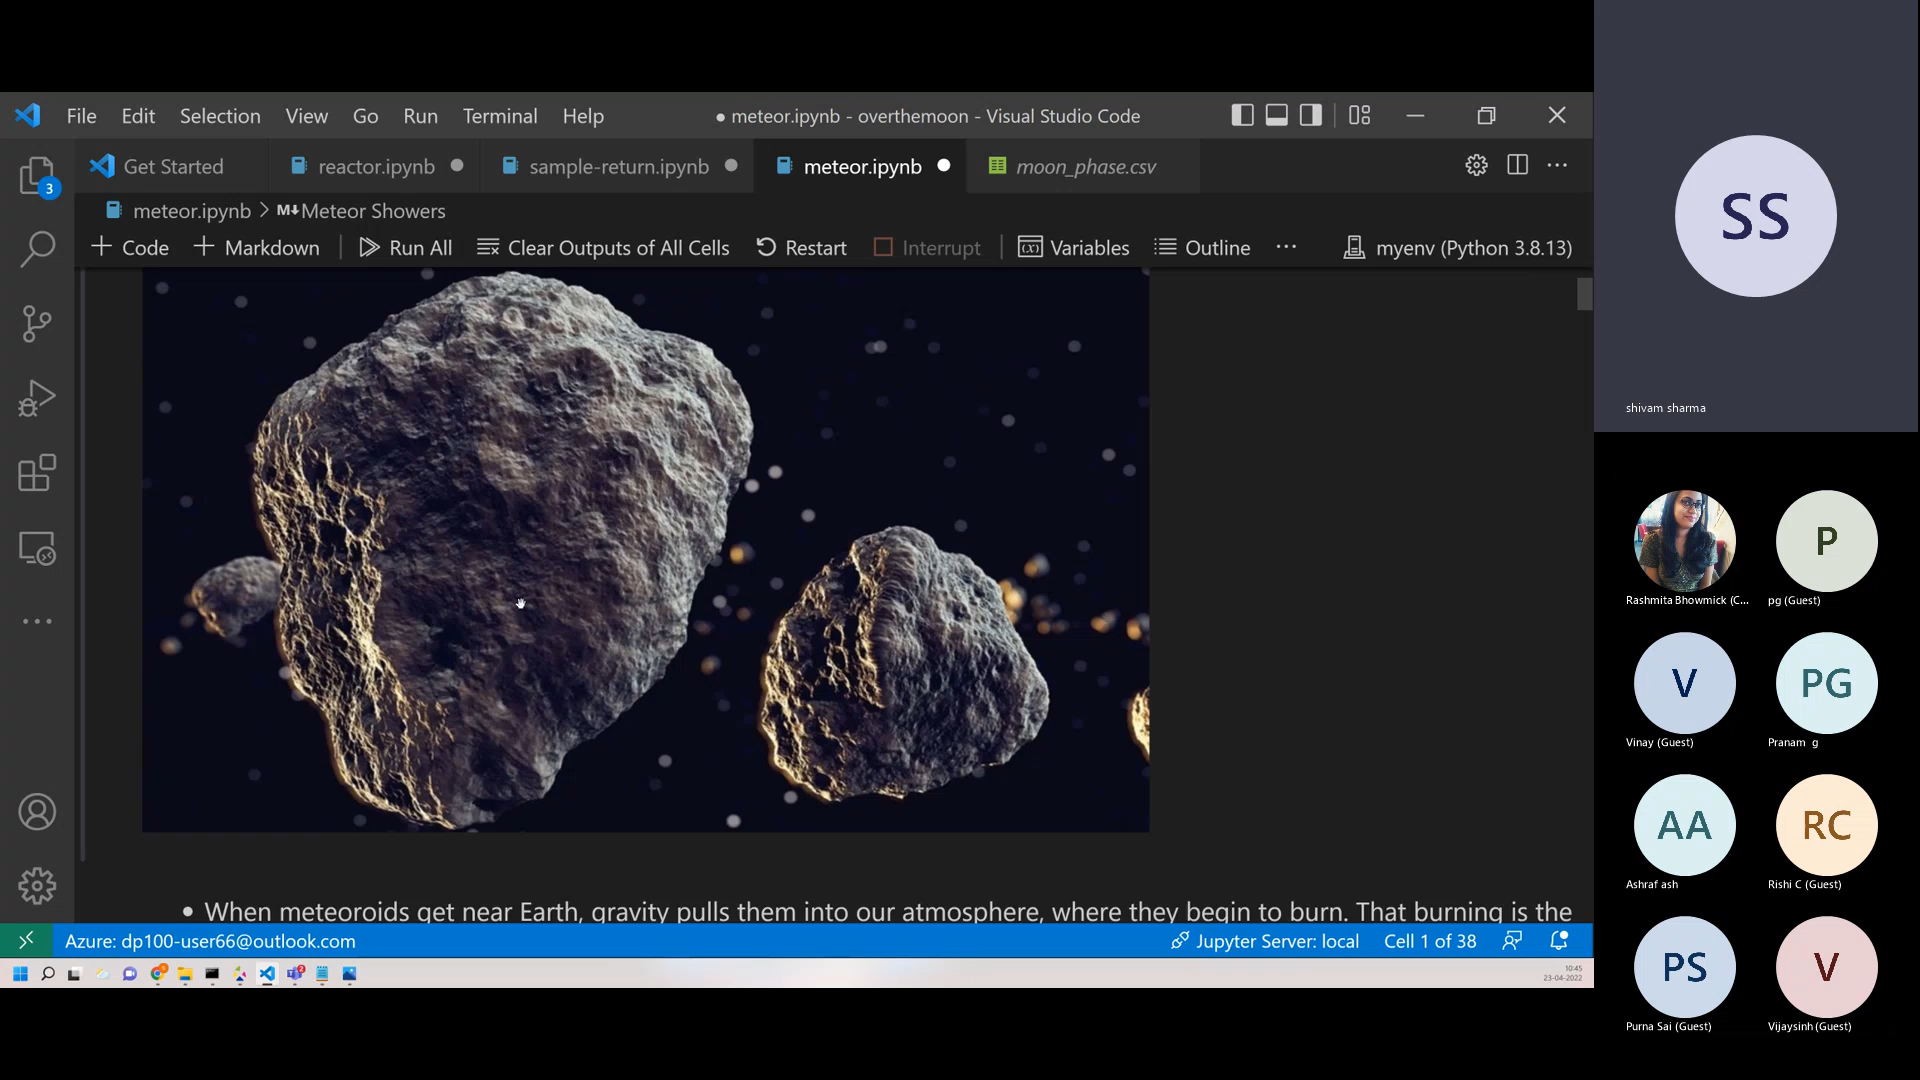 File Edit Selection View Go Run Terminal Help
● meteor.ipynb - overthemoon - Visual Studio Code
Get Started reactor.ipynb sample-return.ipynb meteor.ipynb moon_phase.csv
3
meteor.ipynb > M↓ Meteor Showers
Code Markdown Run All Clear Outputs of All Cells Restart Interrupt Variables Outline ... myenv (Python 3.8.13)
• When meteoroids get near Earth, gravity pulls them into our atmosphere, where they begin to burn. That burning is the
Azure: dp100-user66@outlook.com Jupyter Server: local Cell 1 of 38
10:45
23-04-2022
SS
shivam sharma
Rashmita Bhowmick (C...
P
pg (Guest)
V
Vinay (Guest)
PG
Pranam g
AA
Ashraf ash
RC
Rishi C (Guest)
PS
Purna Sai (Guest)
V
Vijaysinh (Guest)